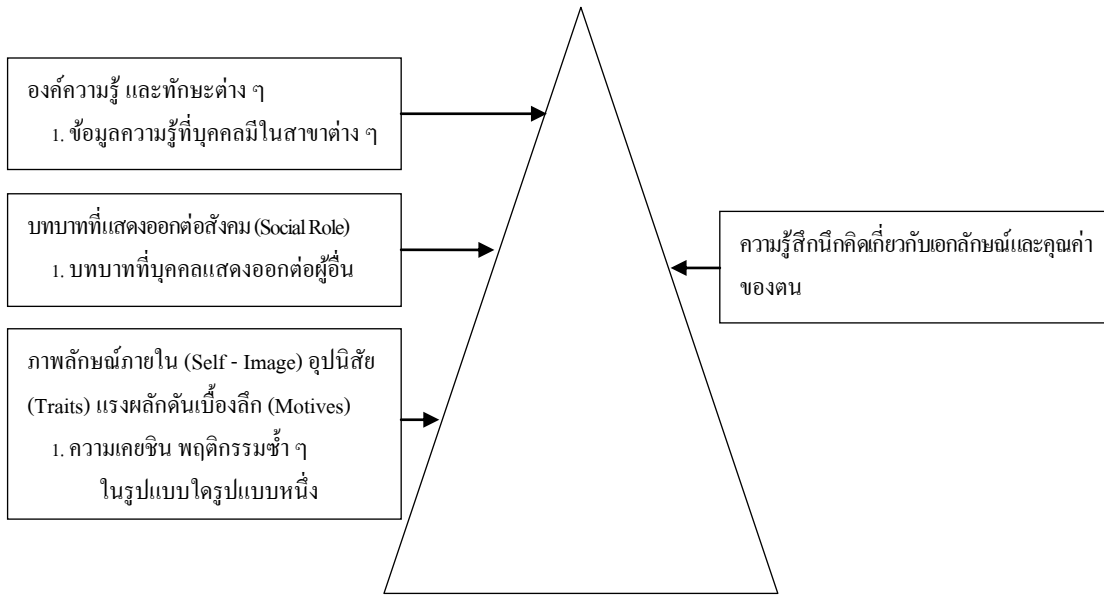 องค์ความรู้ และทักษะต่าง ๆ
1. ข้อมูลความรู้ที่บุคคลมีในสาขาต่าง ๆ
บทบาทที่แสดงออกต่อสังคม (Social Role)
1. บทบาทที่บุคคลแสดงออกต่อผู้อื่น
ภาพลักษณ์ภายใน (Self - Image) อุปนิสัย
(Traits) แรงผลักดันเบื้องลึก (Motives)
1. ความเคยชิน พฤติกรรมซ้ำ ๆ
ในรูปแบบใดรูปแบบหนึ่ง
ความรู้สึกนึกคิดเกี่ยวกับเอกลักษณ์และคุณค่า
ของตน